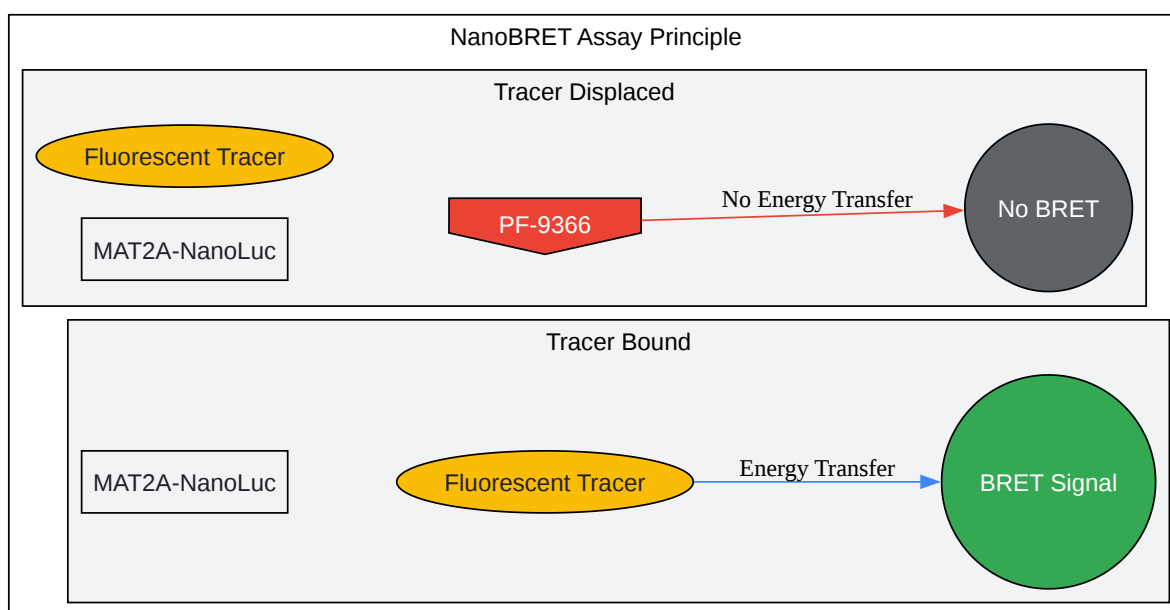 NanoBRET Assay Principle
Tracer Displaced
Fluorescent Tracer
MAT2A-NanoLuc
PF-9366
No Energy Transfer
No BRET
Tracer Bound
MAT2A-NanoLuc
Fluorescent Tracer
Energy Transfer
BRET Signal